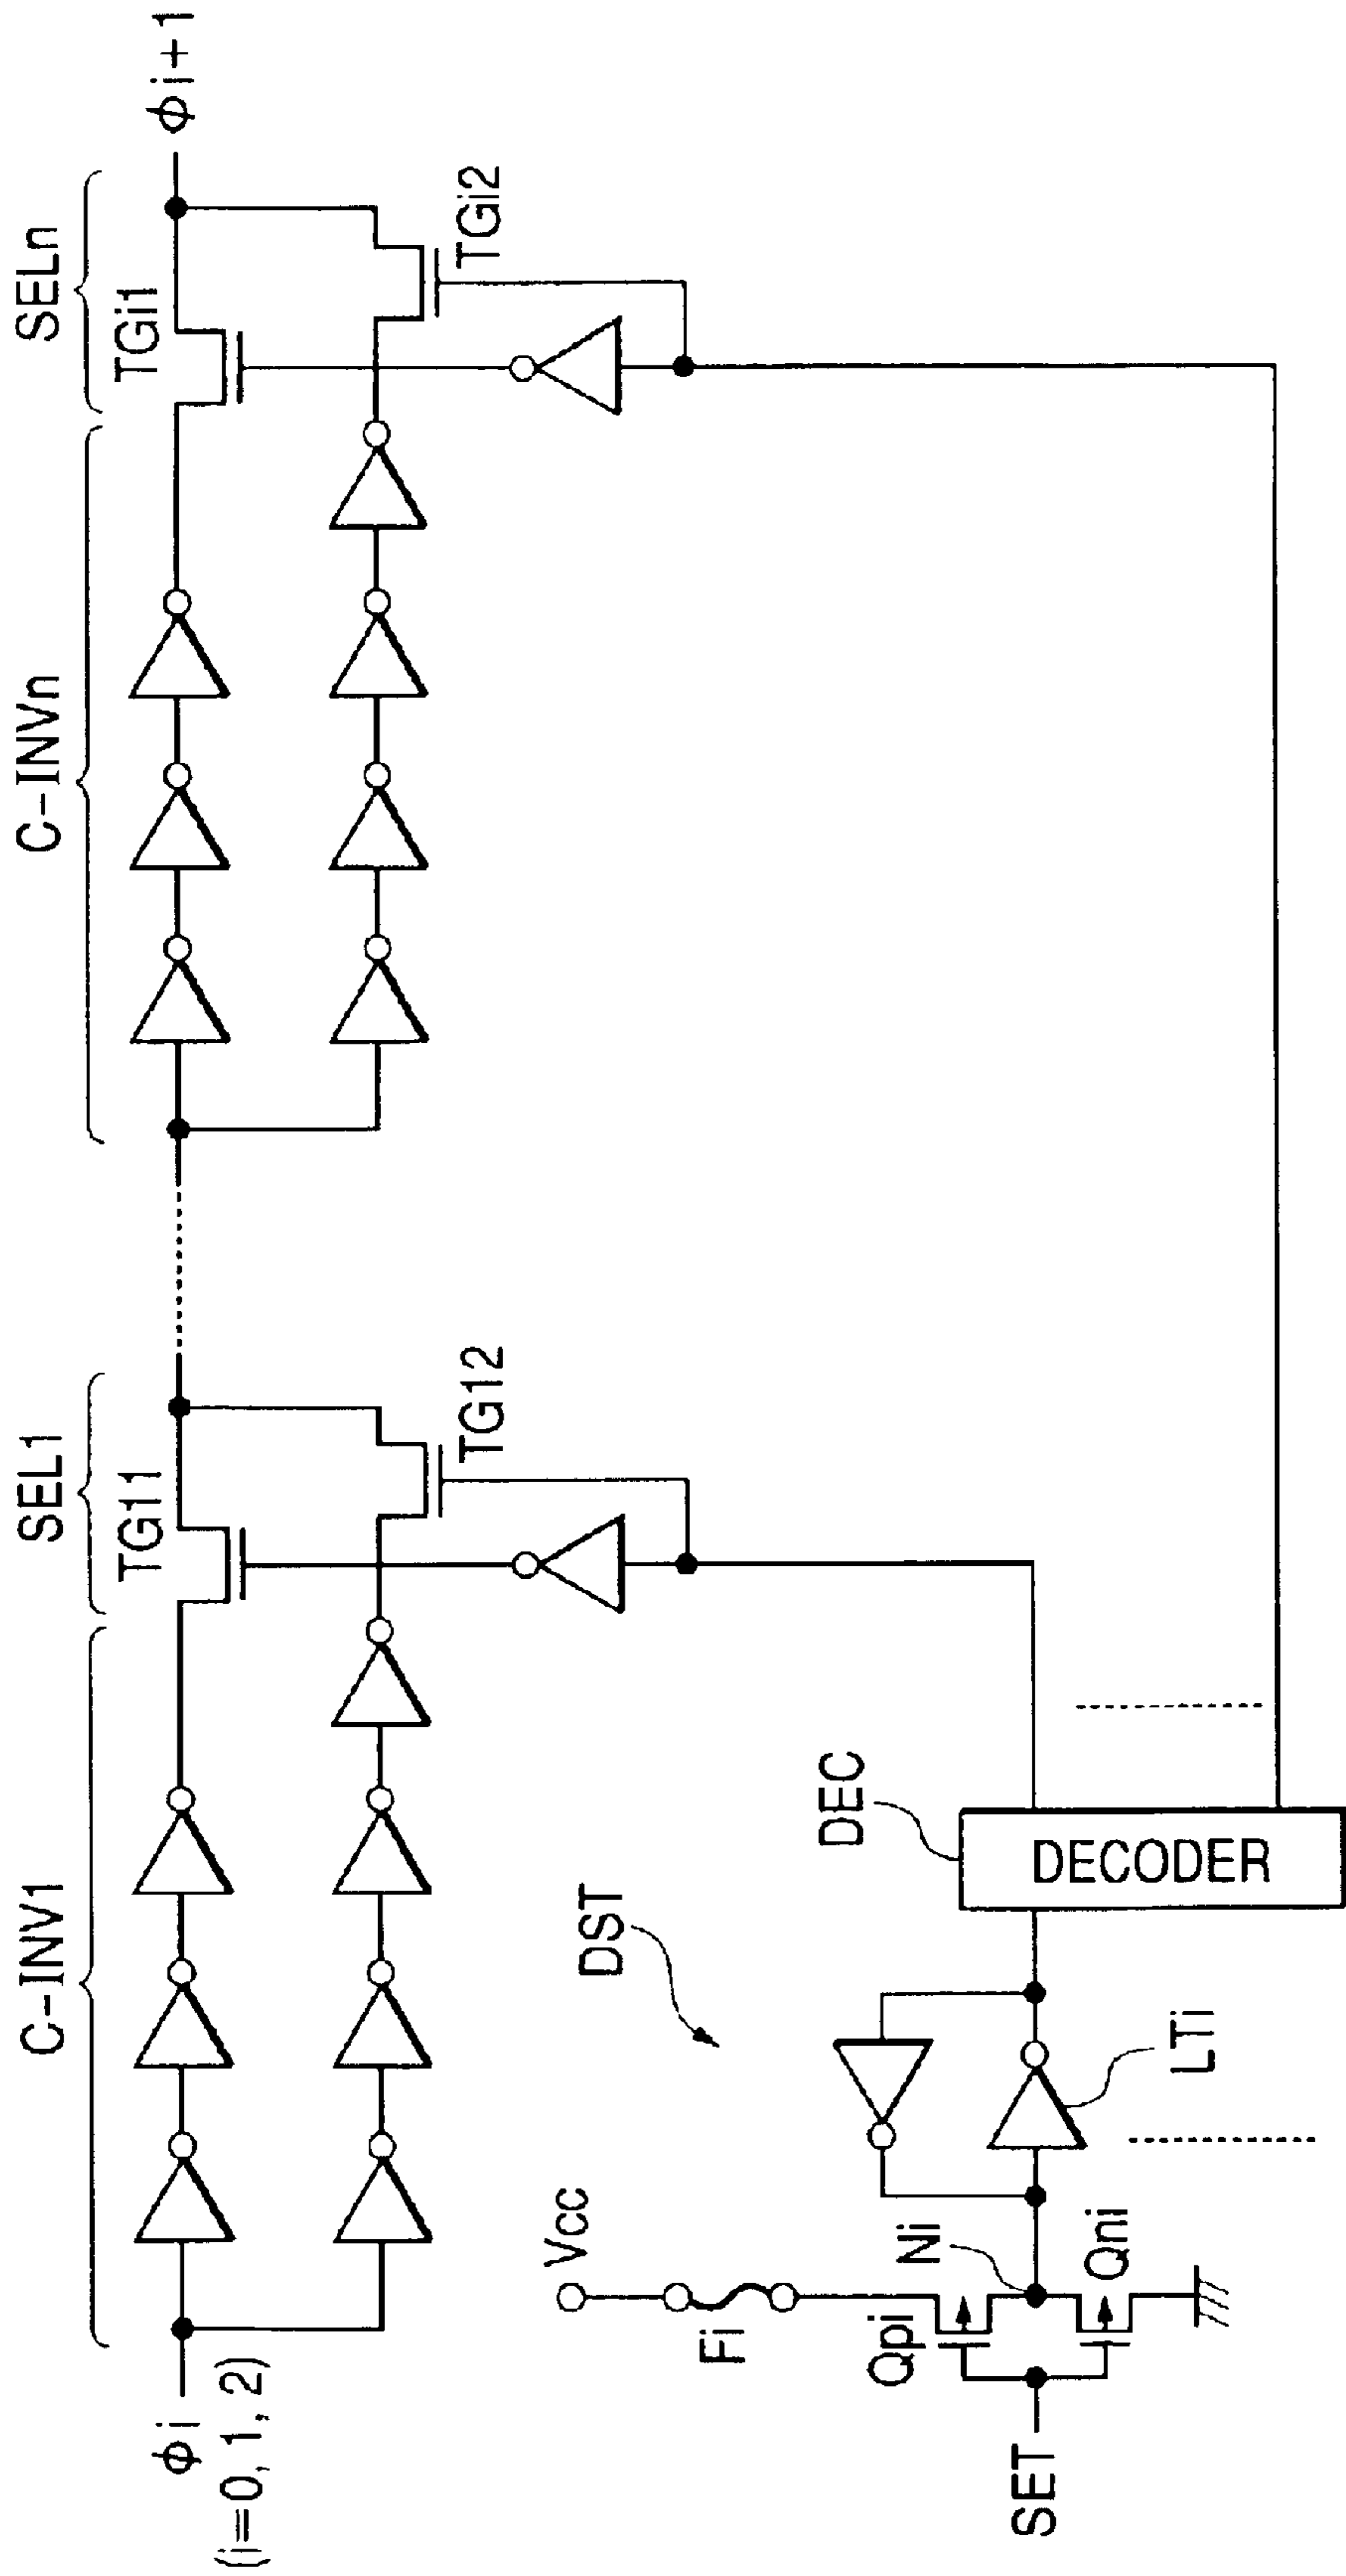 C-INV1
SEL1
C-INVn
SELn
TG11
TGi1
ϕi
(i=0, 1, 2)
ϕi+1
TG12
TGi2
DST
Vcc
Fi
DEC
Qpi
Ni
DECODER
SET
Qni
LTi